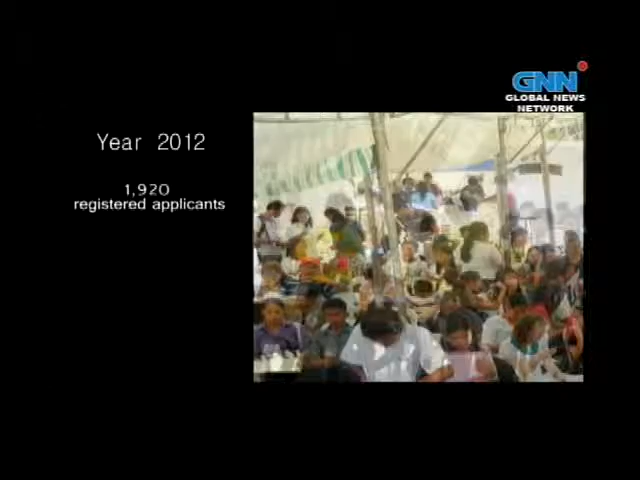 GNN
GLOBAL NEWS
NETWORK
Year 2012
1,920
registered applicants